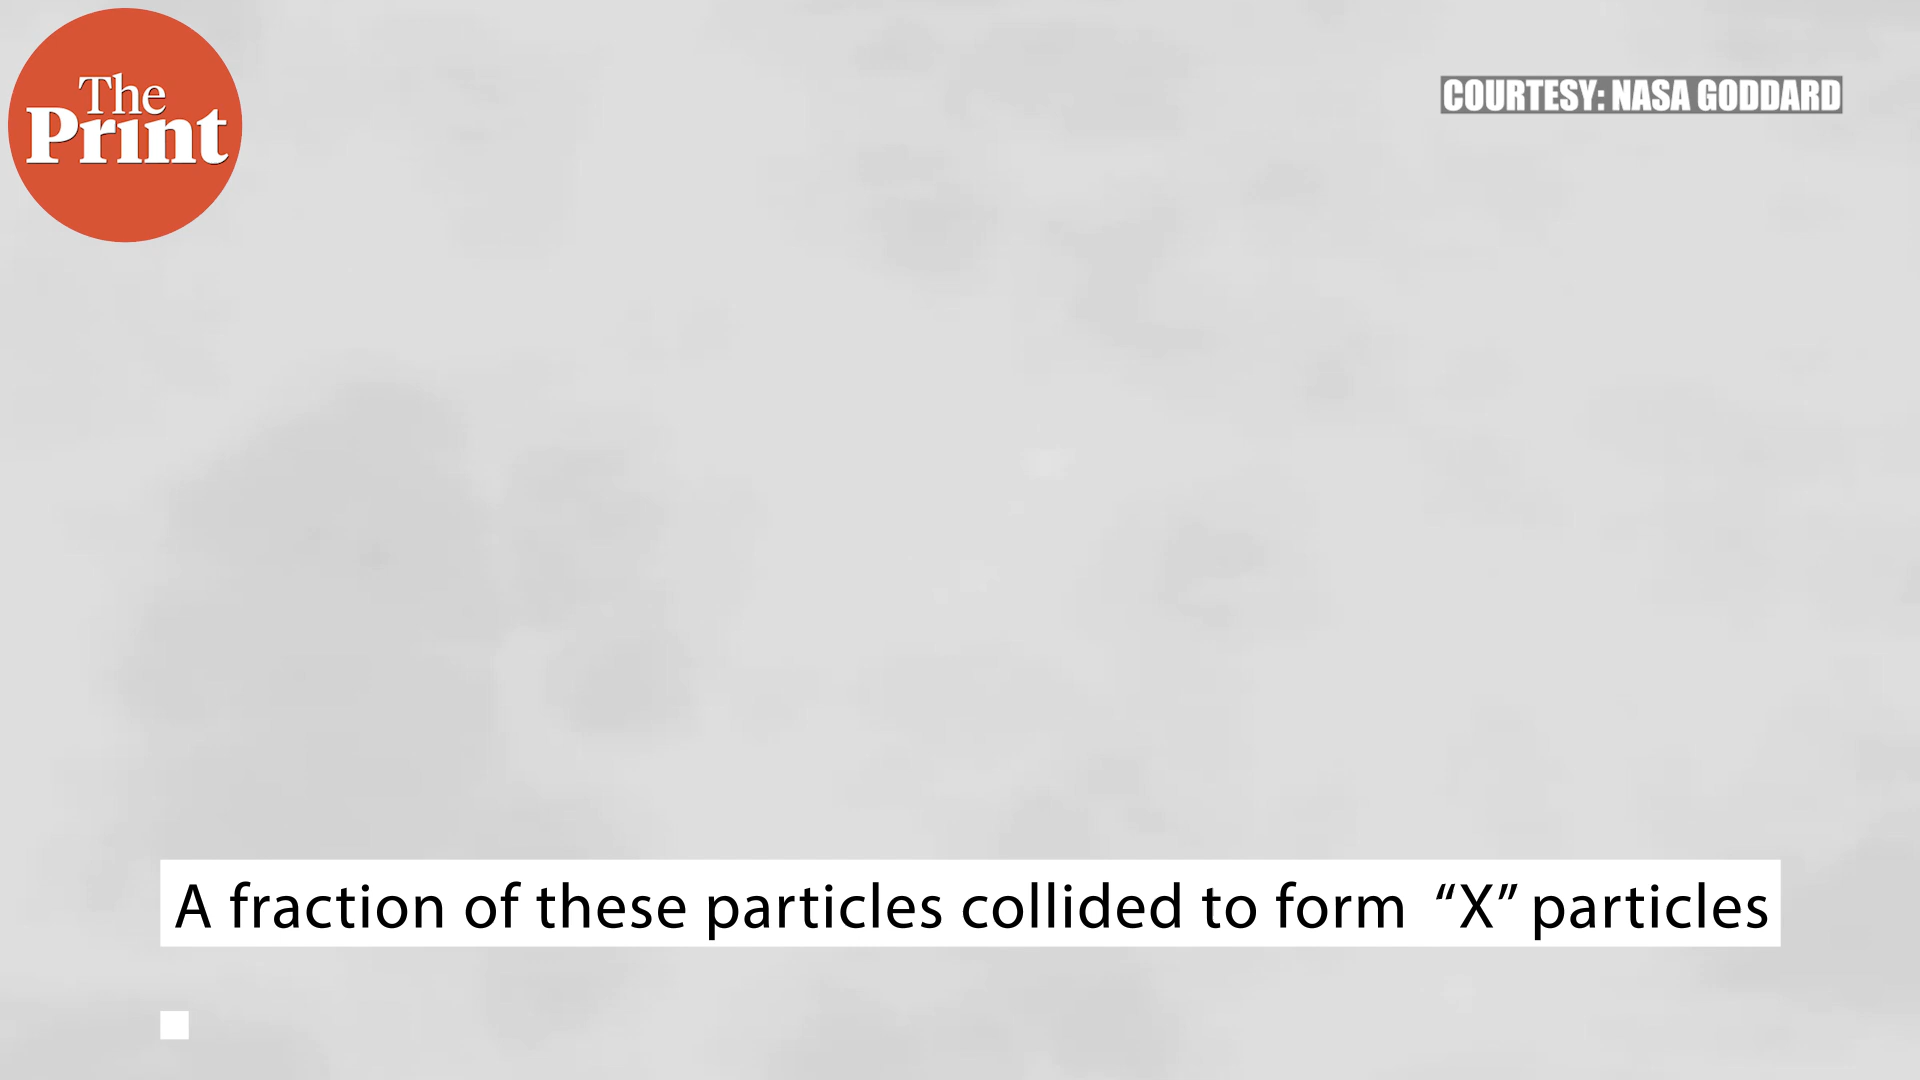 The
Print
COURTESY: NASA GODDARD
A fraction of these particles collided to form “X” particles